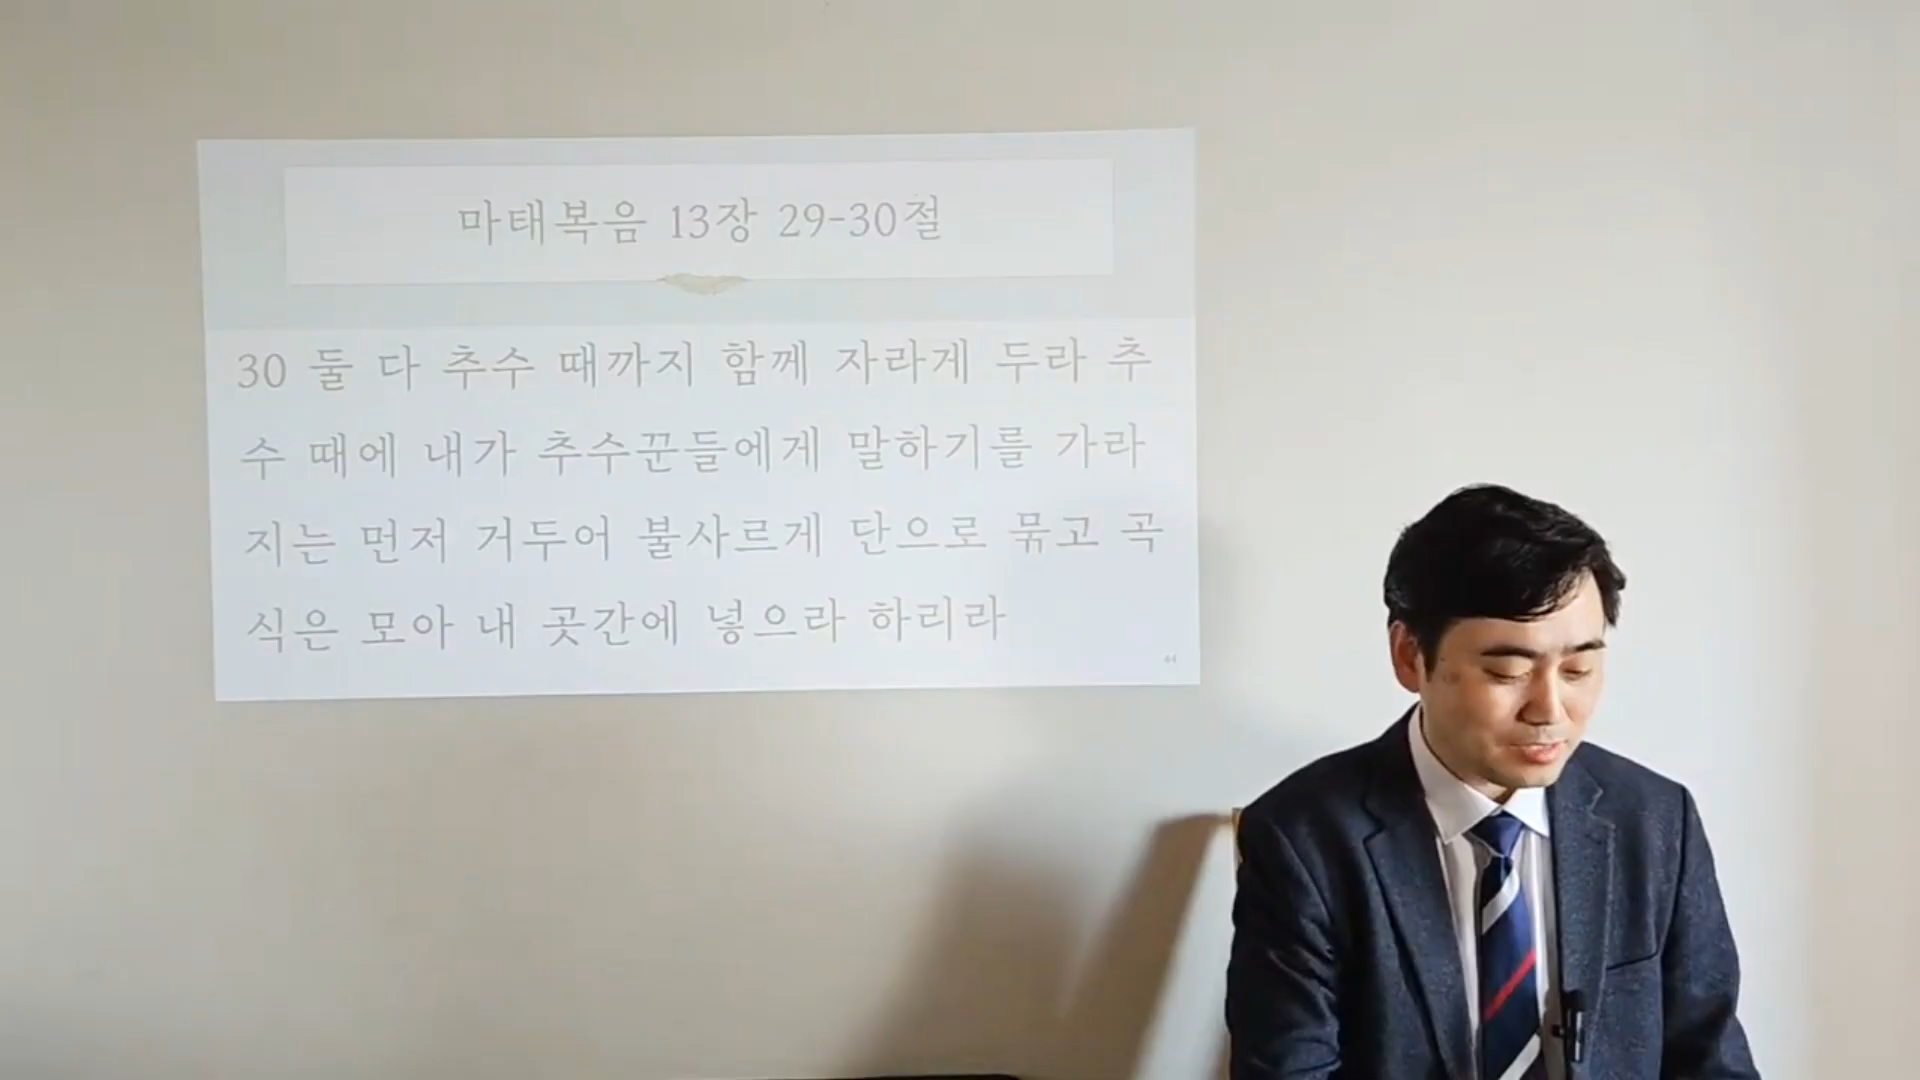 마태복음 13장 29-30절
30 둘 다 추수 때까지 함께 자라게 두라 추
수 때에 내가 추수꾼들에게 말하기를 가라
지는 먼저 거두어 불사르게 단으로 묶고 곡
식은 모아 내 곳간에 넣으라 하리라
44